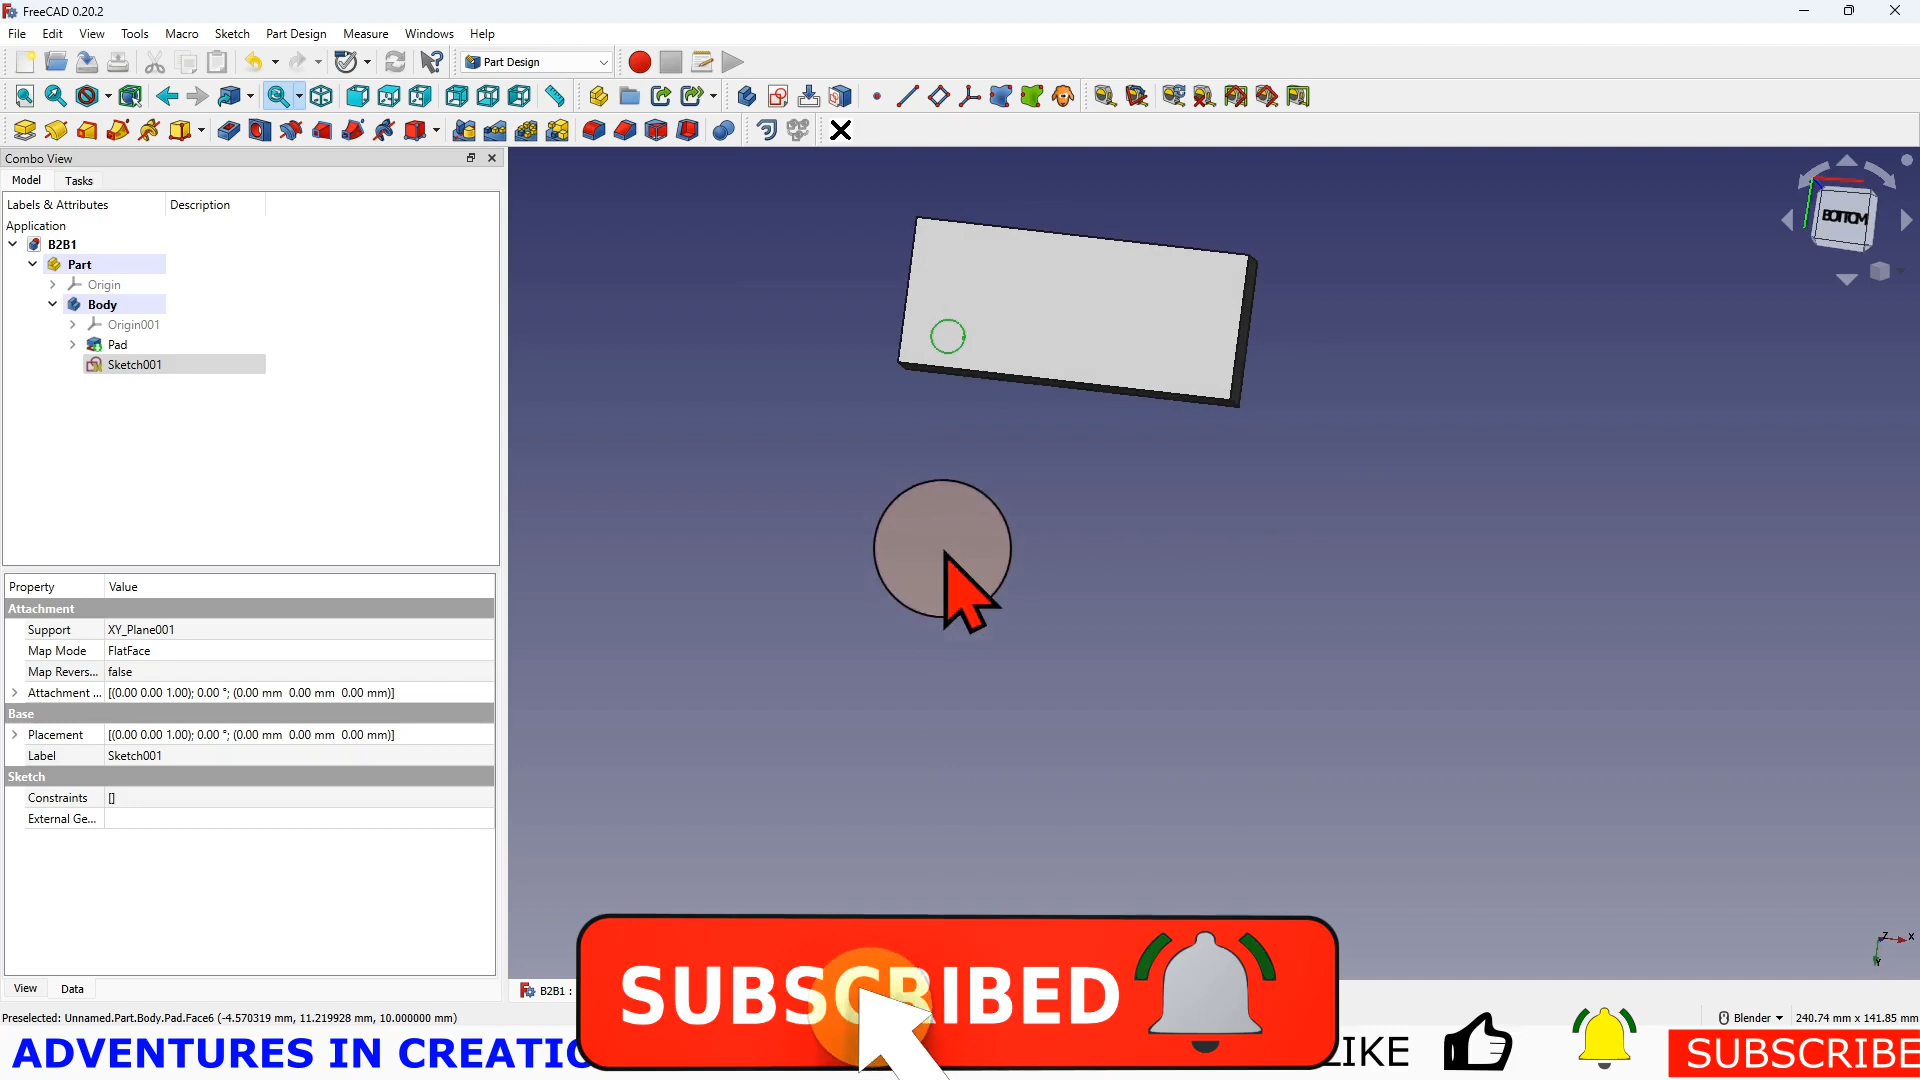 FreeCAD 0.20.2
File Edit View Tools Macro Sketch Part Design Measure Windows Help
Part Design
Combo View
Model Tasks
Labels & Attributes Description
Application
B2B1
Part
Origin
Body
Origin001
Pad
Sketch001
BOTTOM
Property Value
Attachment
Support XY_Plane001
Map Mode FlatFace
Map Revers... false
Attachment ... [(0.00 0.00 1.00); 0.00 °; (0.00 mm 0.00 mm 0.00 mm)]
Base
Placement [(0.00 0.00 1.00); 0.00 °; (0.00 mm 0.00 mm 0.00 mm)]
Label Sketch001
Sketch
Constraints []
External Ge...
Z X
Y
View Data
B2B1 :
SUBSCRIBED
Preselected: Unnamed.Part.Body.Pad.Face6 (-4.570319 mm, 11.219928 mm, 10.000000 mm)
Blender 240.74 mm x 141.85 mm
ADVENTURES IN CREATIO
LIKE
SUBSCRIBE